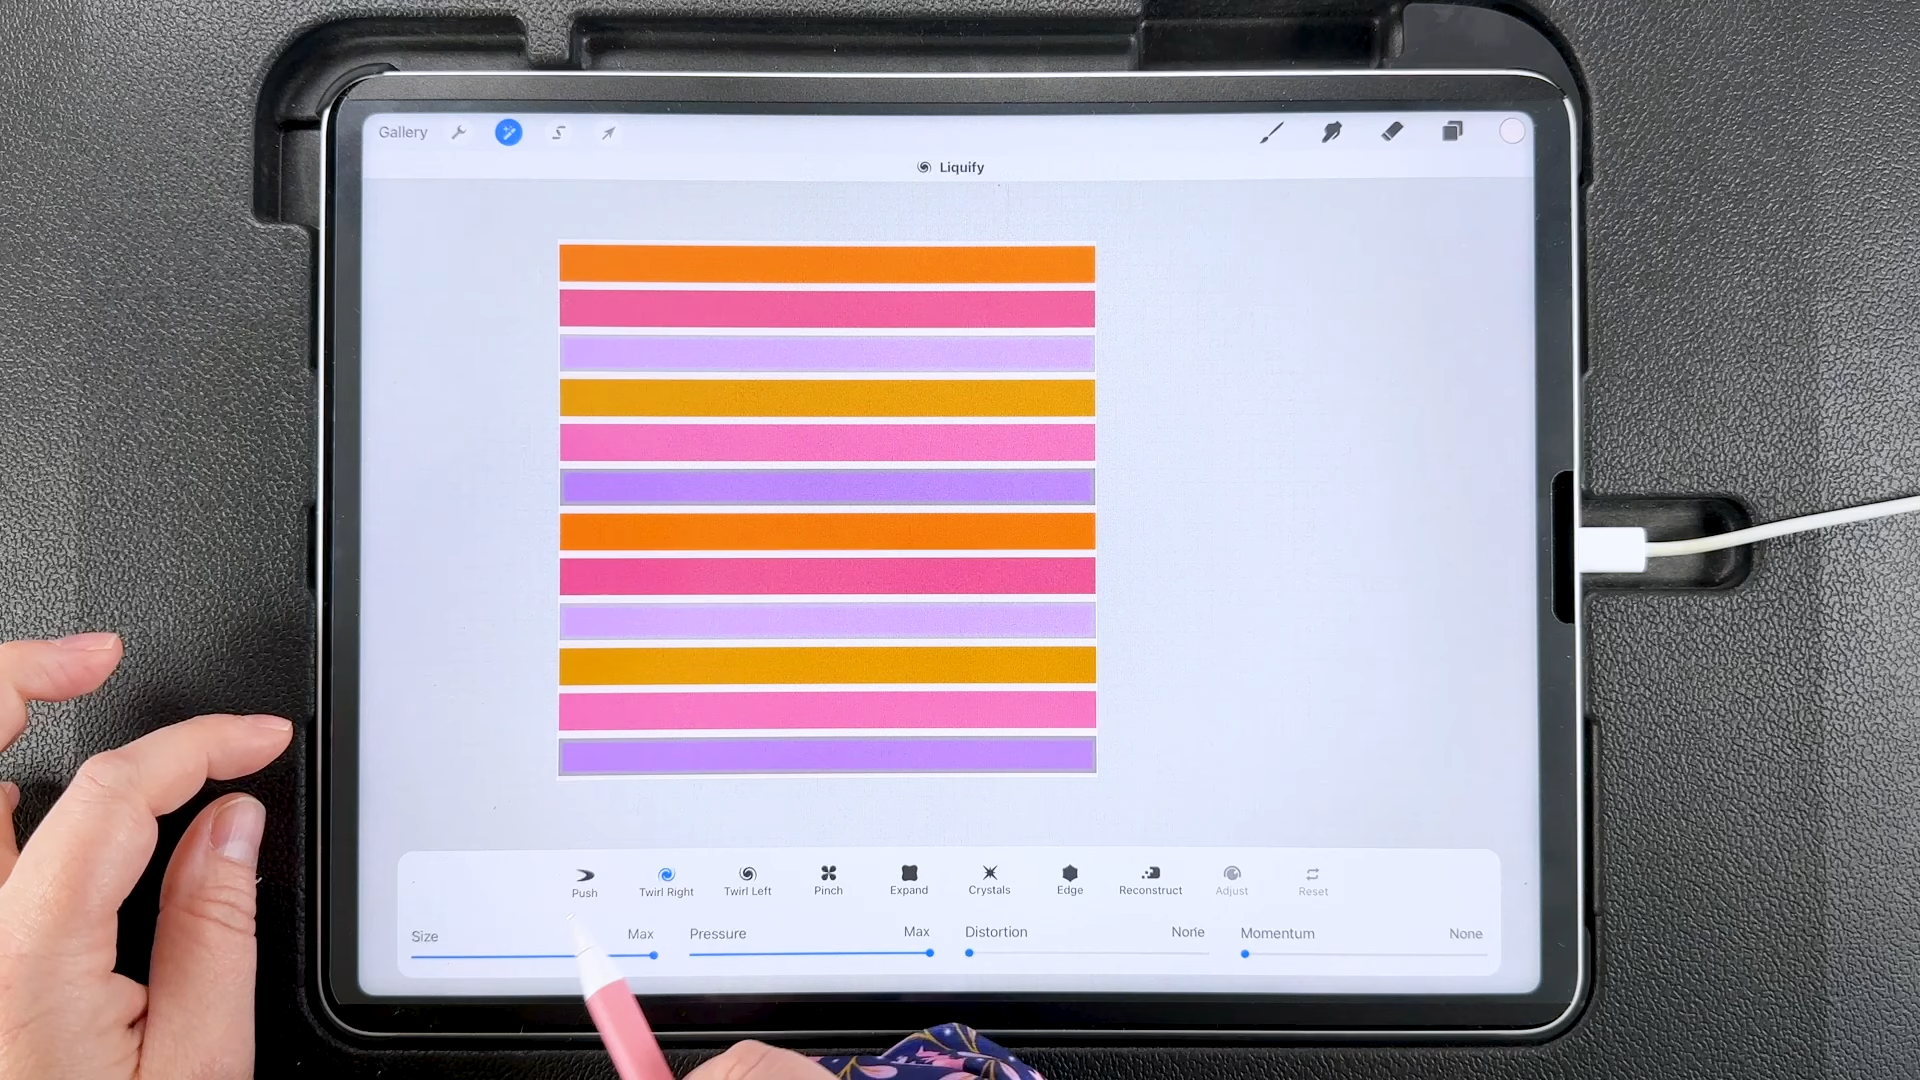 Gallery
Liquify
Push Twirl Right Twirl Left Pinch Expand Crystals Edge Reconstruct Adjust Reset
Size Max Pressure Max Distortion None Momentum None